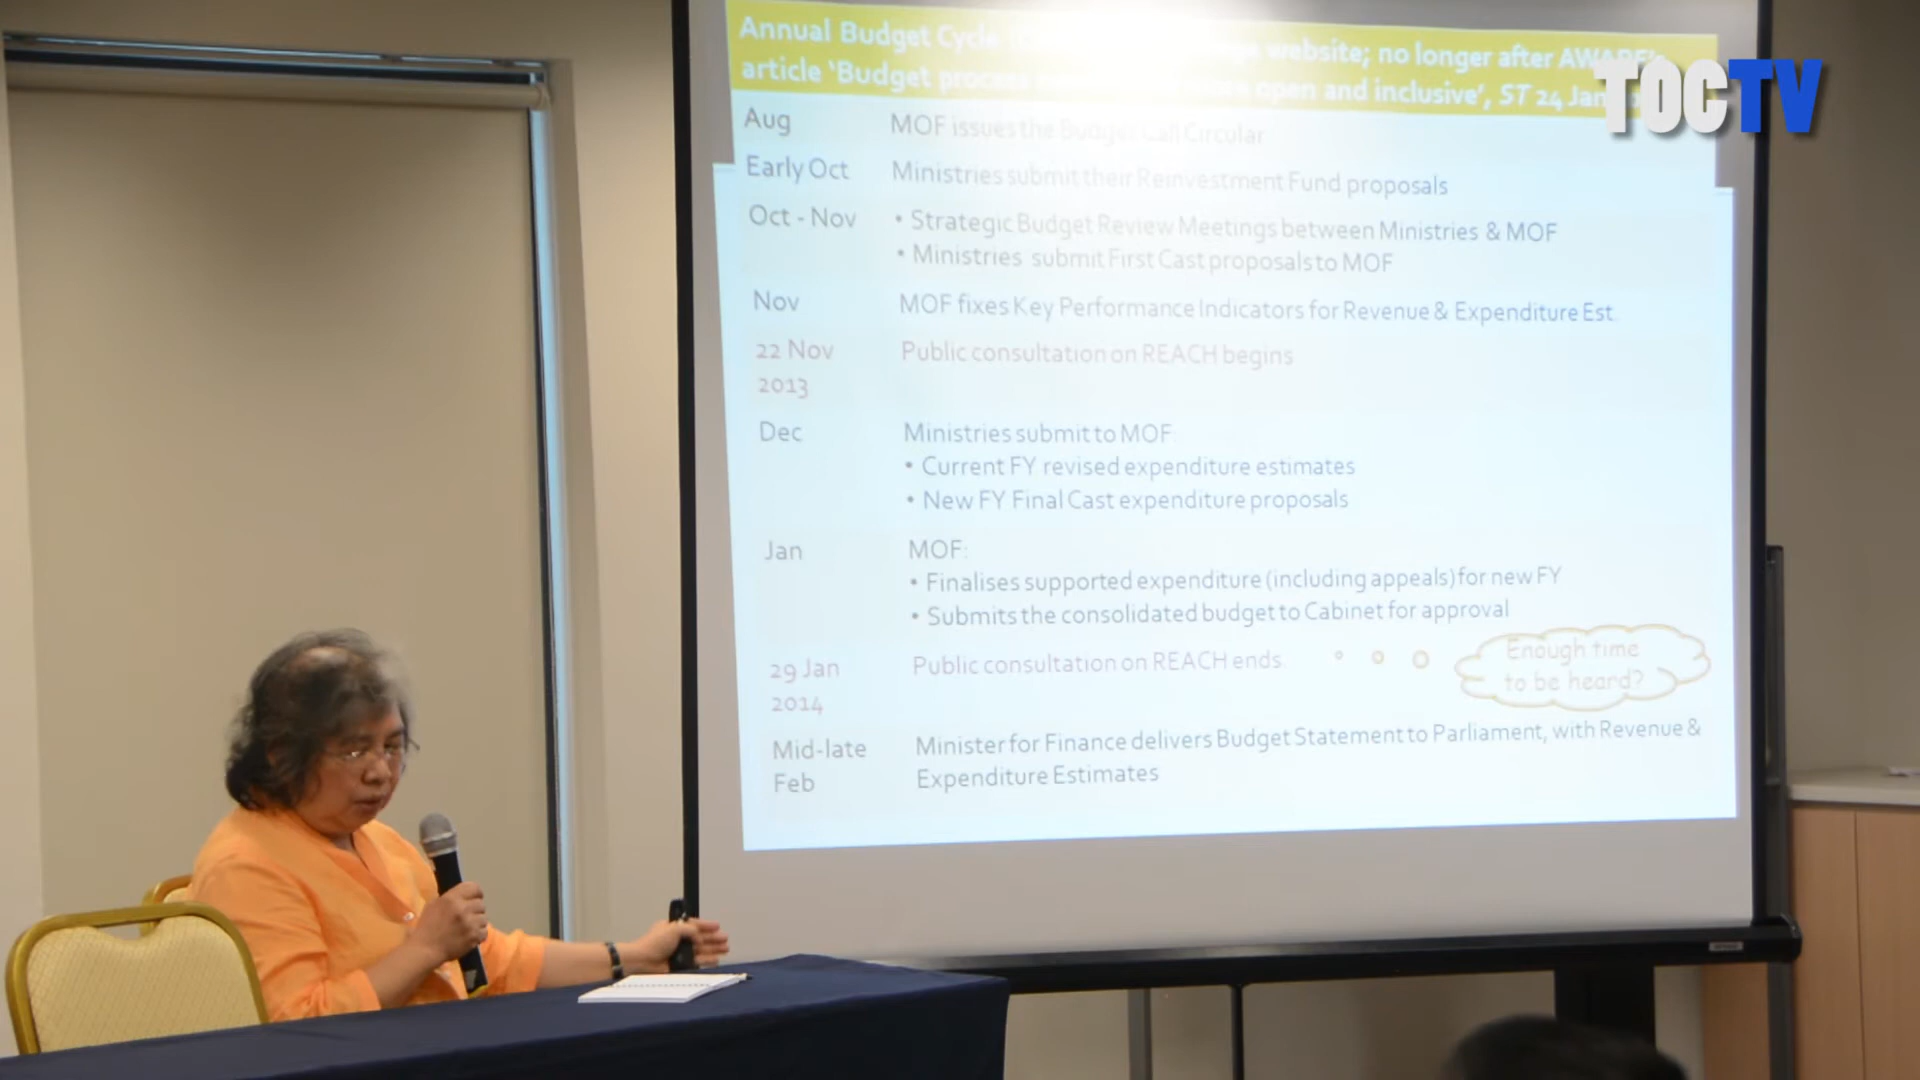 Annual Budget Cycle website; no longer after AWARE's
article 'Budget process open and inclusive', ST 24 Jan
TOCTV
Aug MOF issues the Budget Call Circular
Early Oct Ministries submit their Reinvestment Fund proposals
Oct - Nov • Strategic Budget Review Meetings between Ministries & MOF
• Ministries submit First Cast proposals to MOF
Nov MOF fixes Key Performance Indicators for Revenue & Expenditure Est
22 Nov Public consultation on REACH begins
2013
Dec Ministries submit to MOF
• Current FY revised expenditure estimates
• New FY Final Cast expenditure proposals
Jan MOF:
• Finalises supported expenditure (including appeals) for new FY
• Submits the consolidated budget to Cabinet for approval
29 Jan Public consultation on REACH ends
2014
Enough time
to be heard?
Mid-late Minister for Finance delivers Budget Statement to Parliament, with Revenue &
Feb Expenditure Estimates